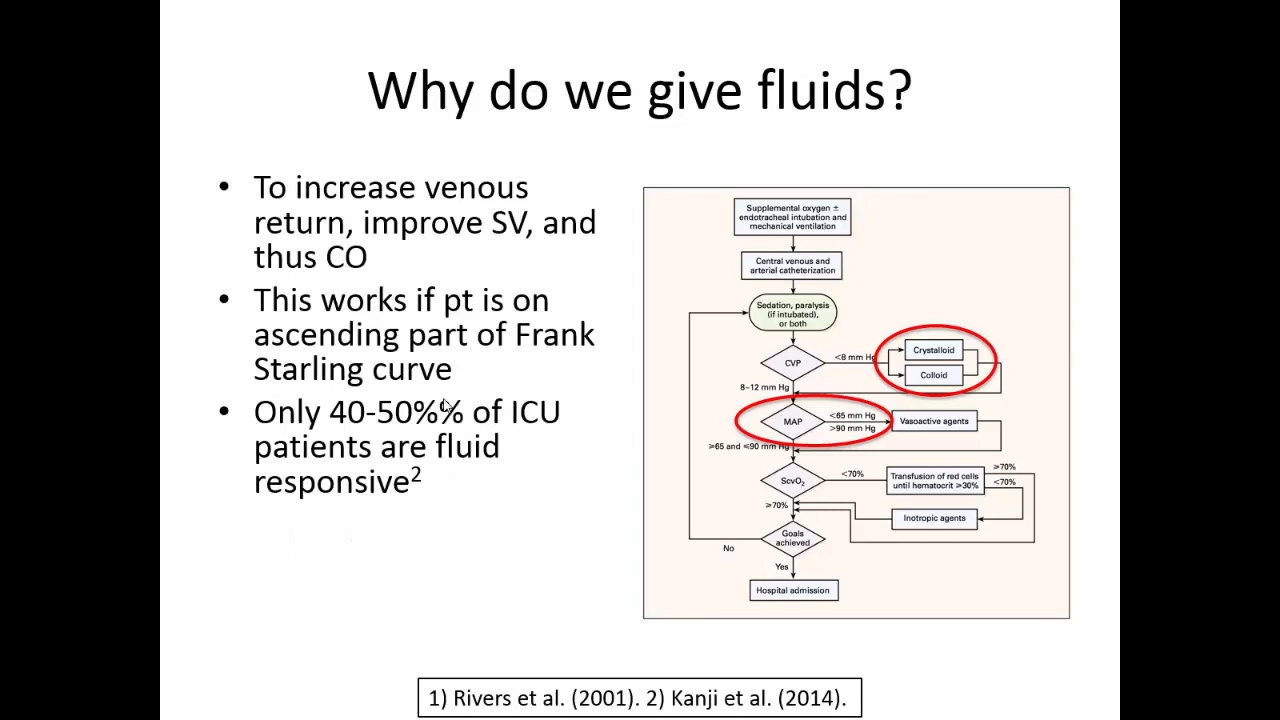 Why do we give fluids?
• To increase venous
return, improve SV, and
thus CO
• This works if pt is on
ascending part of Frank
Starling curve
• Only 40-50%% of ICU
patients are fluid
responsive2
Supplemental oxygen ±
endotracheal intubation and
mechanical ventilation
Central venous and
arterial catheterization
Sedation, paralysis
(if intubated),
or both
CVP
<8 mm Hg
Crystalloid
Colloid
8–12 mm Hg
MAP
<65 mm Hg
>90 mm Hg
Vasoactive agents
≥65 and ≤90 mm Hg
ScvO2
<70%
Transfusion of red cells
until hematocrit ≥30%
≥70%
<70%
≥70%
Inotropic agents
Goals
achieved
No
Yes
Hospital admission
1) Rivers et al. (2001). 2) Kanji et al. (2014).